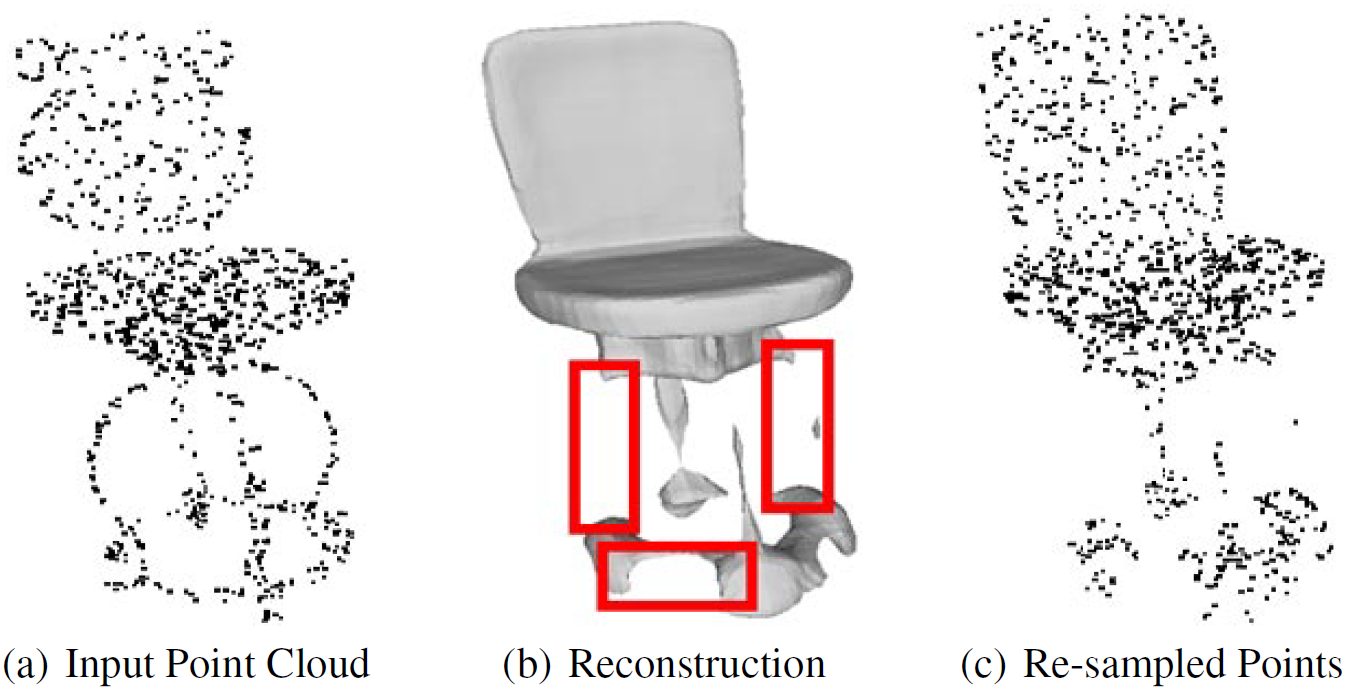 (a) Input Point Cloud
(b) Reconstruction
(c) Re-sampled Points